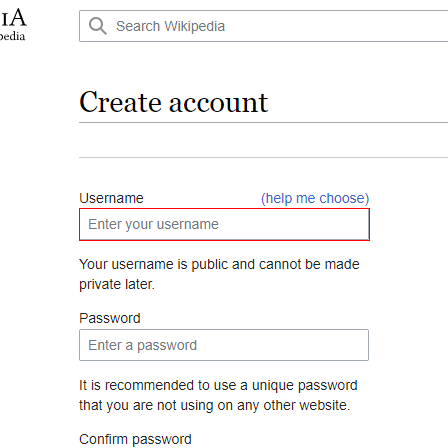 IA
pedia
Search Wikipedia
Create account
Username (help me choose)
Enter your username
Your username is public and cannot be made
private later.
Password
Enter a password
It is recommended to use a unique password
that you are not using on any other website.
Confirm password